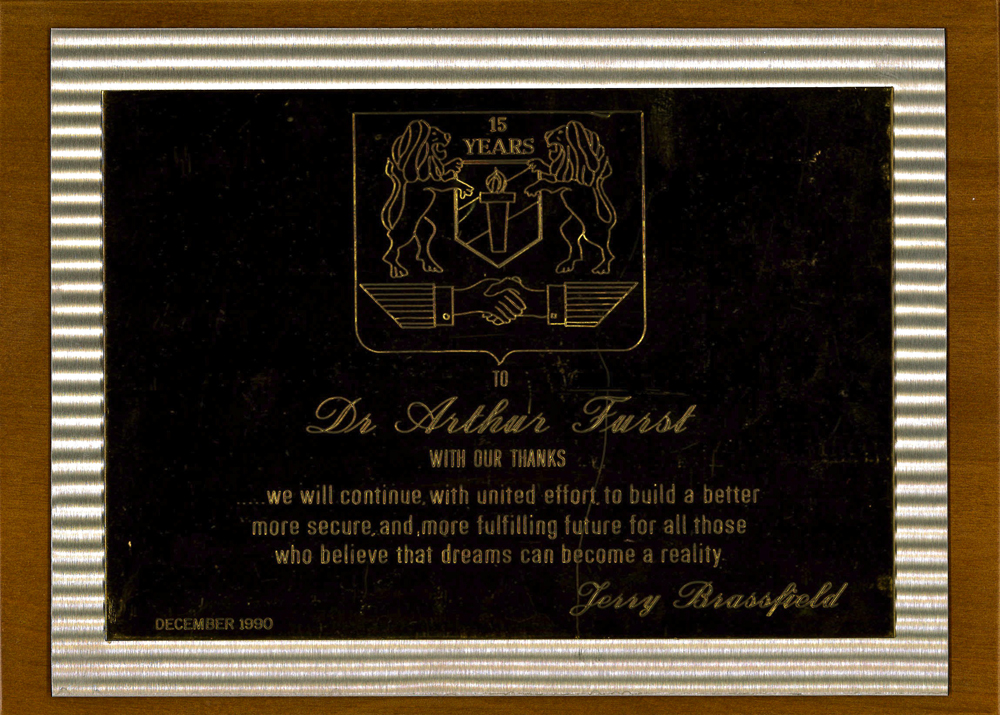 15
YEARS
TO
Dr. Arthur Furst
WITH OUR THANKS
....we will continue, with united effort, to build a better
more secure, and, more fulfilling future for all those
who believe that dreams can become a reality.
Jerry Brassfield
DECEMBER 1990